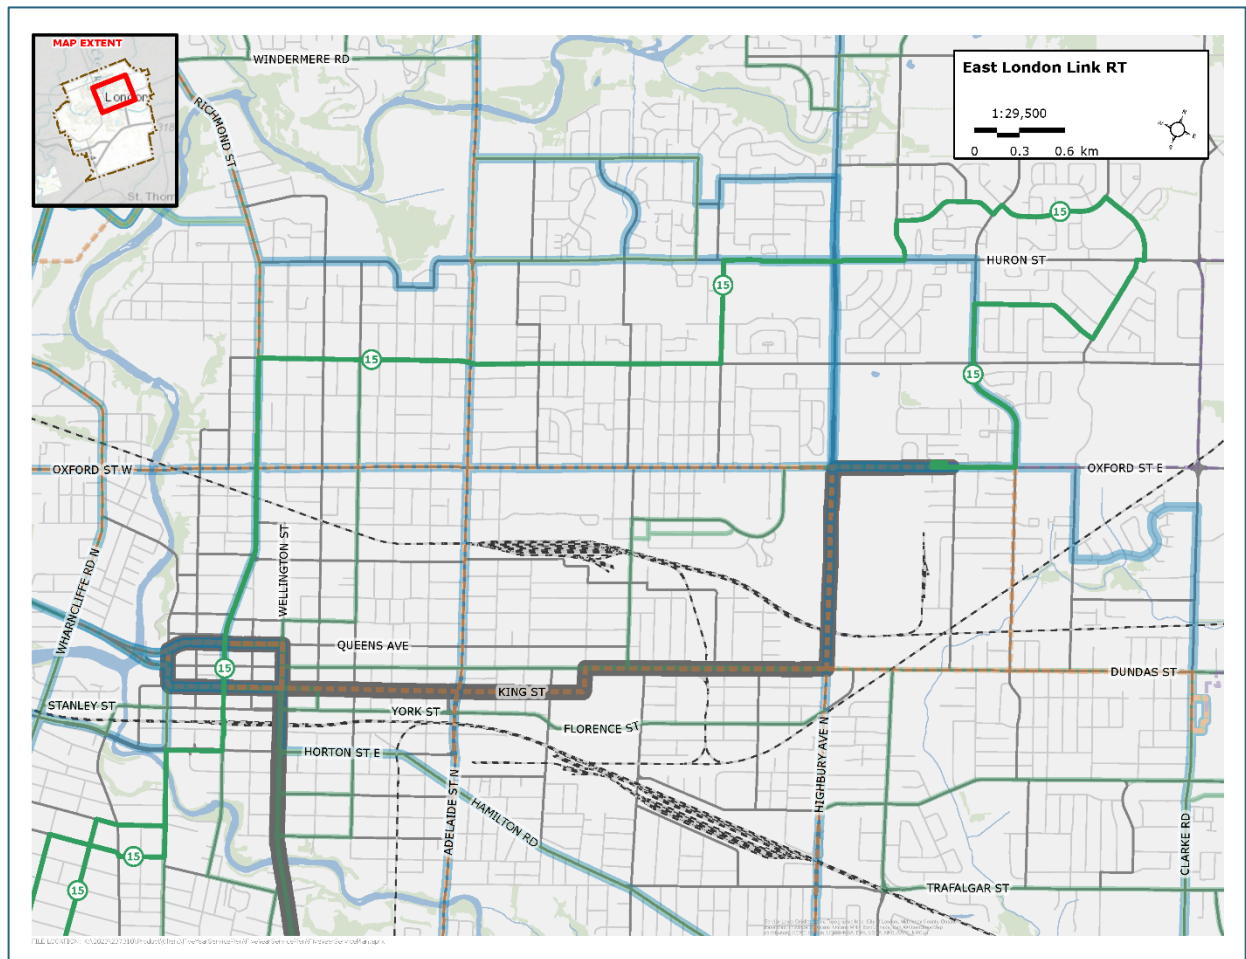 MAP EXTENT
London
St. Thom
East London Link RT
1:29,500
0 0.3 0.6 km
N
E
S
W
WINDERMERE RD
RICHMOND ST
15
HURON ST
15
15
15
OXFORD ST W
OXFORD ST E
WELLINGTON ST
WHARNCLIFFE RD N
QUEENS AVE
15
KING ST
DUNDAS ST
STANLEY ST
YORK ST
FLORENCE ST
HORTON ST E
HIGHBURY AVE N
ADELAIDE ST N
HAMILTON RD
CLARKE RD
15
15
TRAFALGAR ST